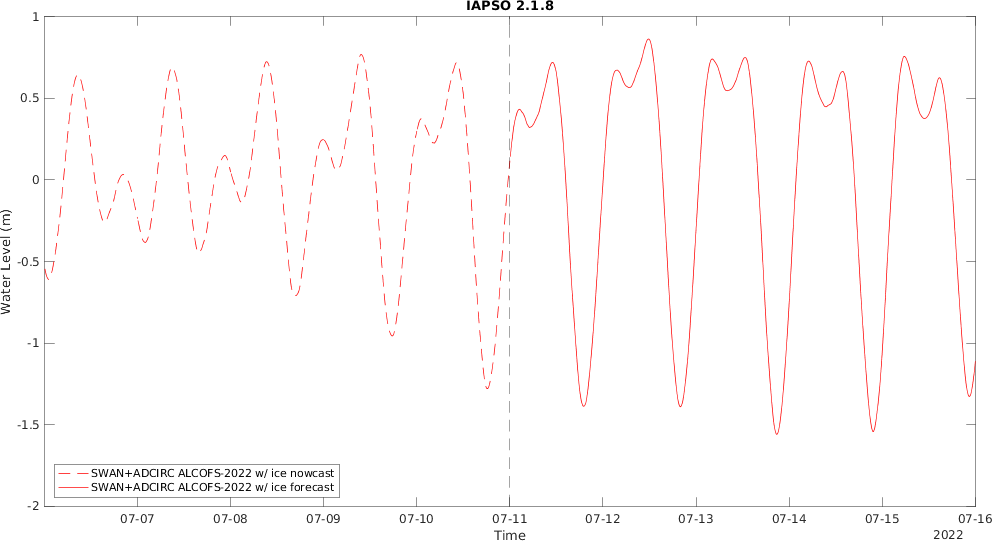 IAPSO 2.1.8
1
0.5
0
-0.5
-1
-1.5
-2
Water Level (m)
SWAN+ADCIRC ALCOFS-2022 w/ ice nowcast
SWAN+ADCIRC ALCOFS-2022 w/ ice forecast
07-07 07-08 07-09 07-10 07-11 07-12 07-13 07-14 07-15 07-16
Time
2022